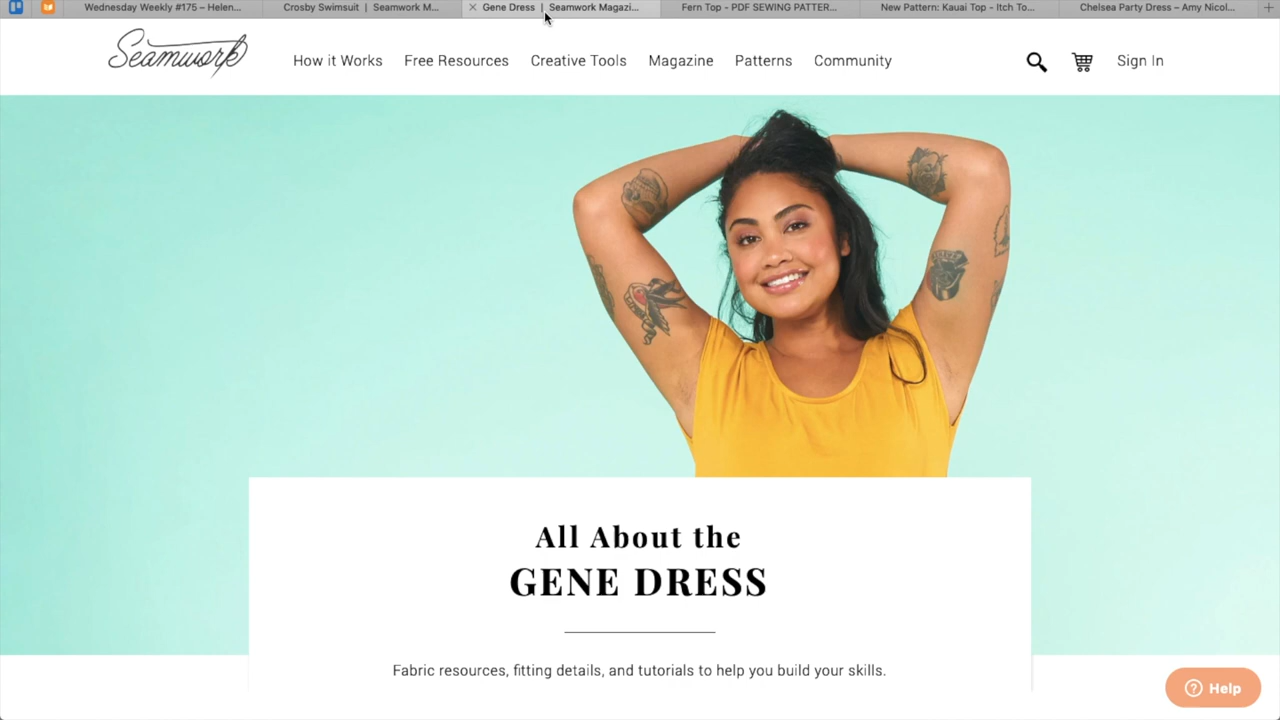 Wednesday Weekly #175 – Helen...
Crosby Swimsuit | Seamwork M...
Gene Dress | Seamwork Magazi...
Fern Top - PDF SEWING PATTER...
New Pattern: Kauai Top - Itch To...
Chelsea Party Dress – Amy Nicol...
Seamwork
How it Works
Free Resources
Creative Tools
Magazine
Patterns
Community
Sign In
All About the
GENE DRESS
Fabric resources, fitting details, and tutorials to help you build your skills.
Help